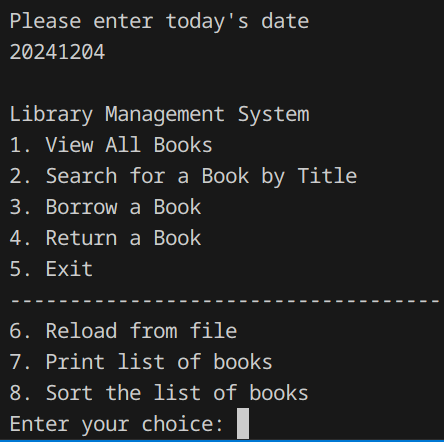 Please enter today's date
20241204
Library Management System
1. View All Books
2. Search for a Book by Title
3. Borrow a Book
4. Return a Book
5. Exit
------------------------------------
6. Reload from file
7. Print list of books
8. Sort the list of books
Enter your choice: